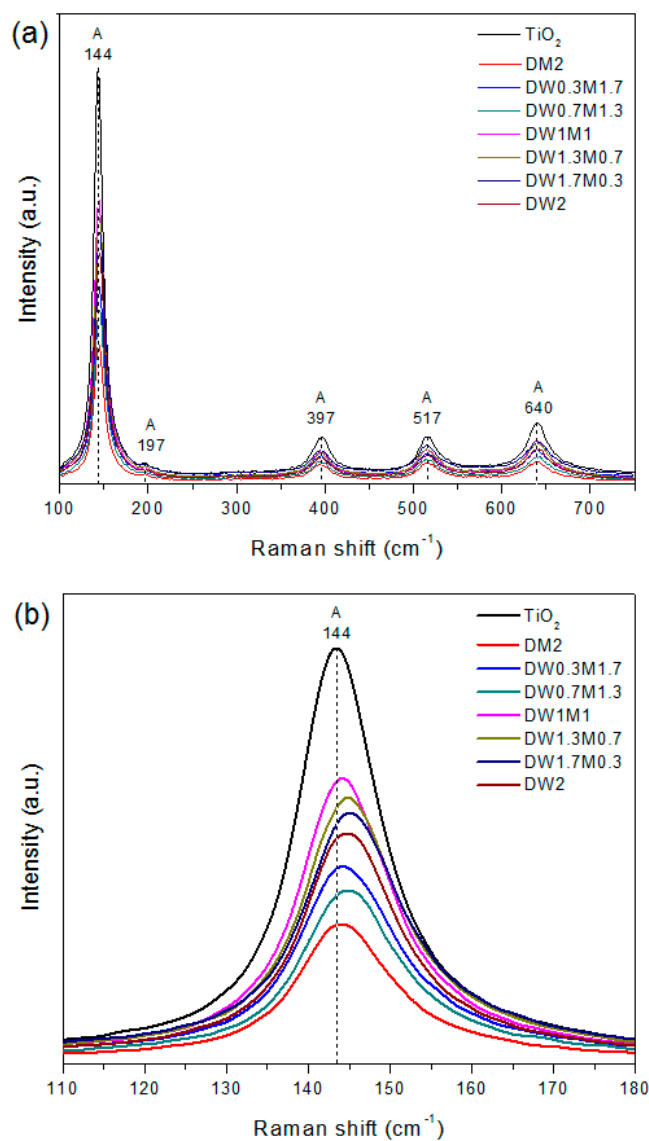 (a)
A
144
A
197
A
397
A
517
A
640
TiO₂
DM2
DW0.3M1.7
DW0.7M1.3
DW1M1
DW1.3M0.7
DW1.7M0.3
DW2
Intensity (a.u.)
100 200 300 400 500 600 700
Raman shift (cm⁻¹)
(b)
A
144
TiO₂
DM2
DW0.3M1.7
DW0.7M1.3
DW1M1
DW1.3M0.7
DW1.7M0.3
DW2
Intensity (a.u.)
110 120 130 140 150 160 170 180
Raman shift (cm⁻¹)